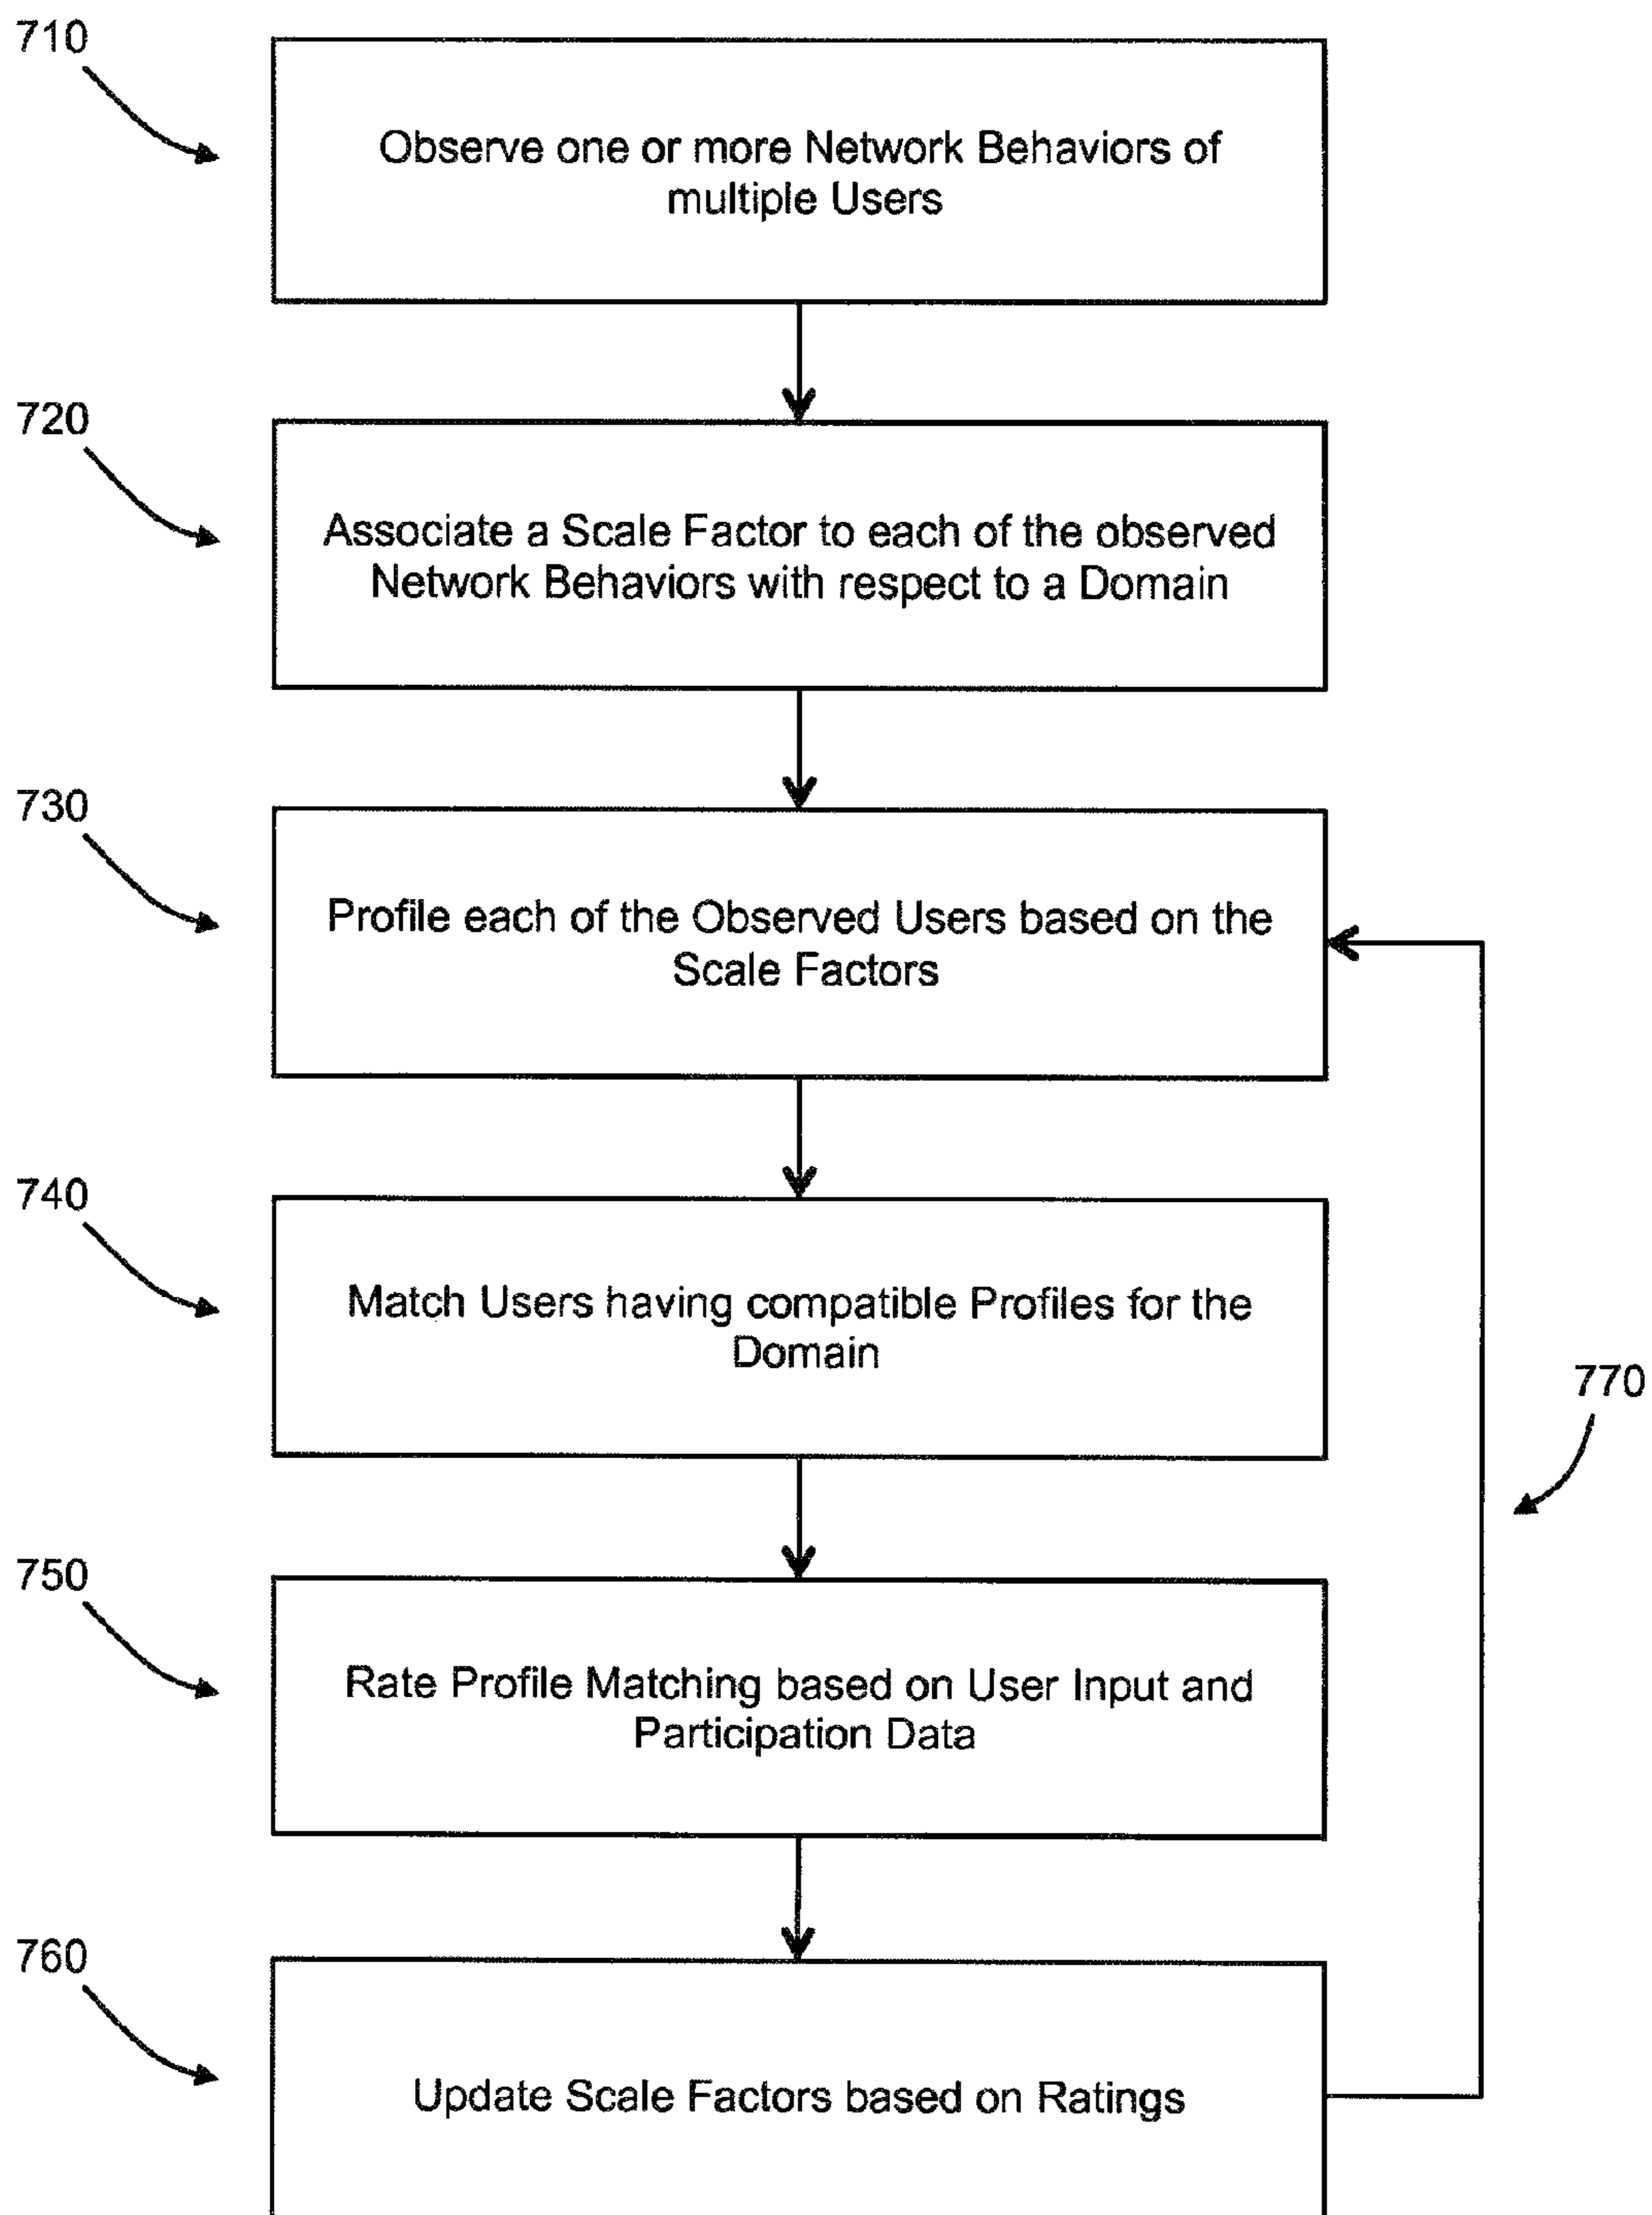 710
Observe one or more Network Behaviors of
multiple Users
720
Associate a Scale Factor to each of the observed
Network Behaviors with respect to a Domain
730
Profile each of the Observed Users based on the
Scale Factors
740
Match Users having compatible Profiles for the
Domain
770
750
Rate Profile Matching based on User Input and
Participation Data
760
Update Scale Factors based on Ratings